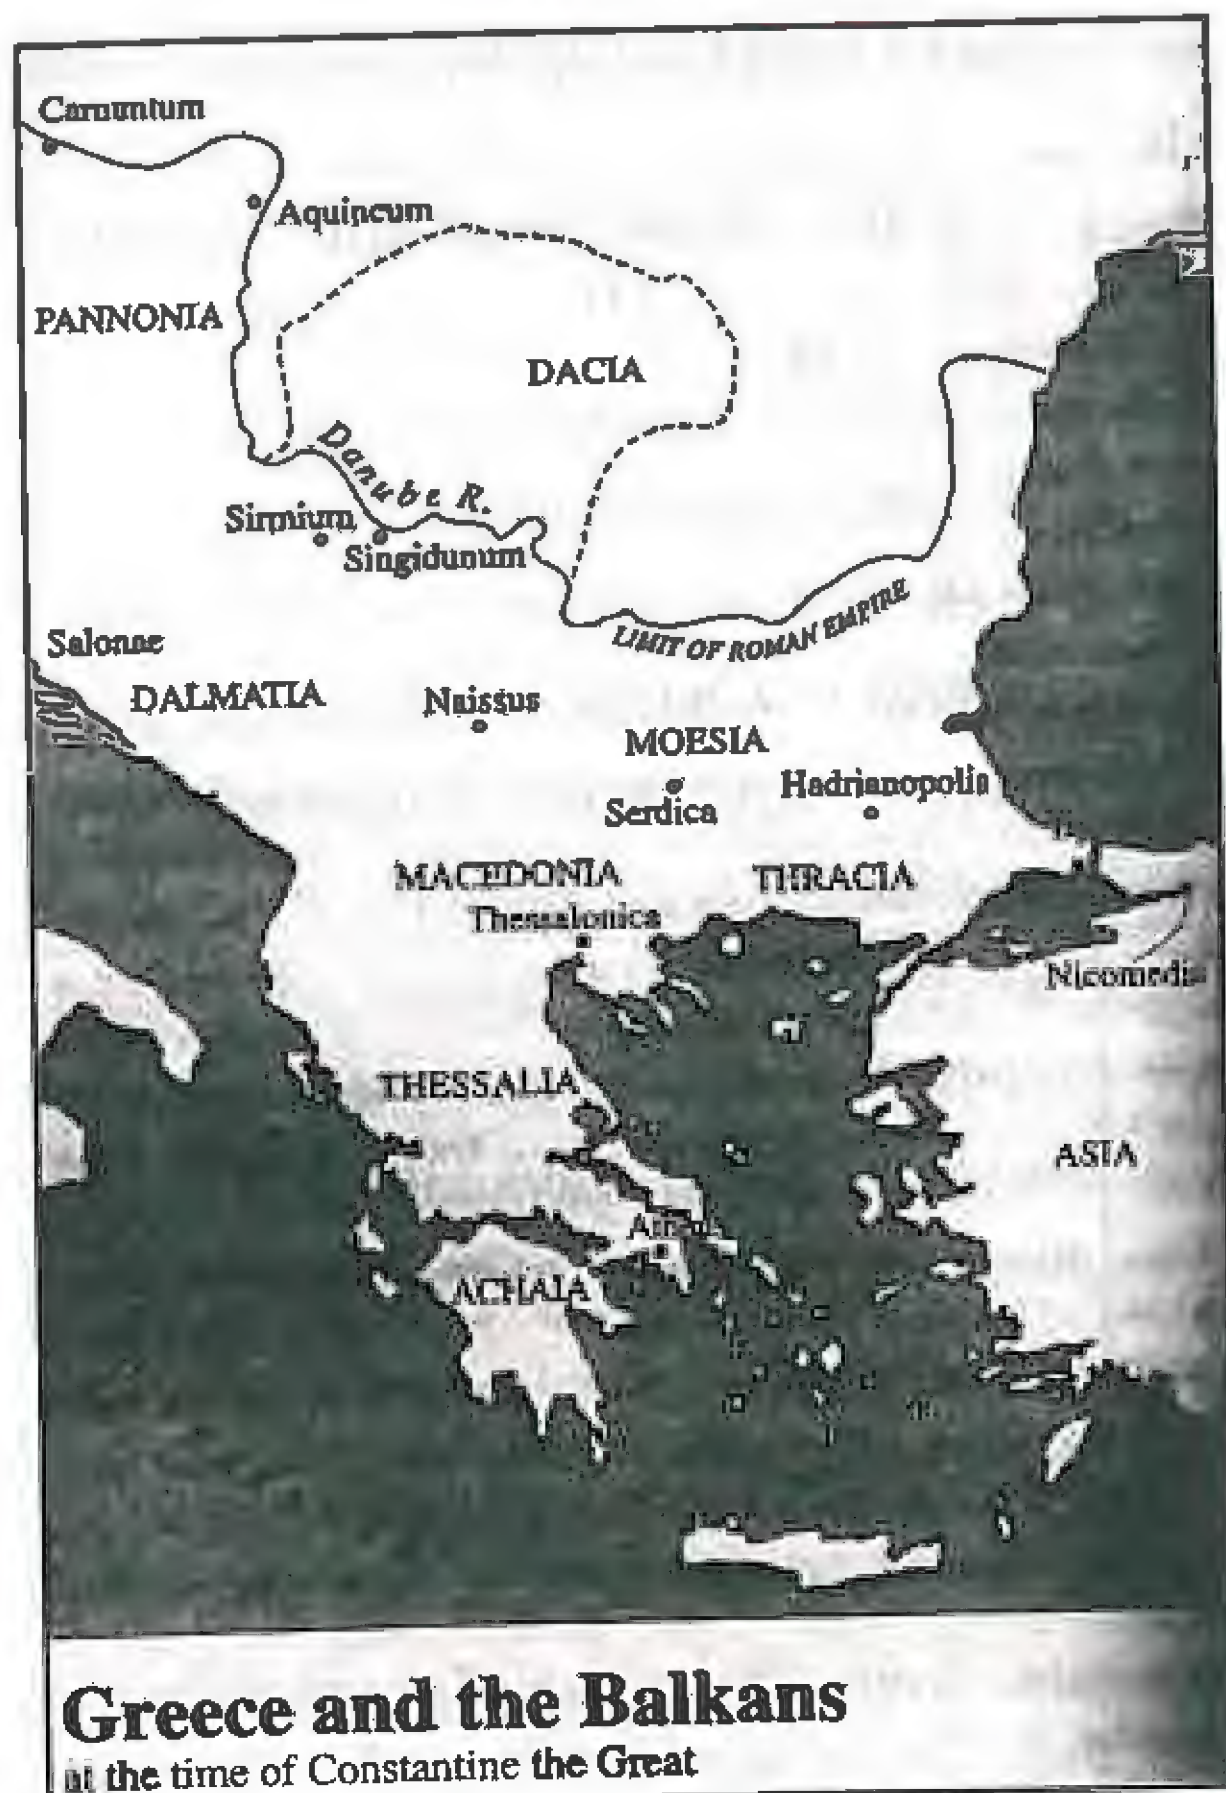 Carnuntum
Aquincum
PANNONIA
DACIA
Danube R.
Sirmium
Singidunum
LIMIT OF ROMAN EMPIRE
Salonae
DALMATIA
Naissus
MOESIA
Hadrianopolis
Serdica
MACEDONIA
THRACIA
Thessalonica
Nicomedia
THESSALIA
ASIA
ACHAIA
Greece and the Balkans
at the time of Constantine the Great